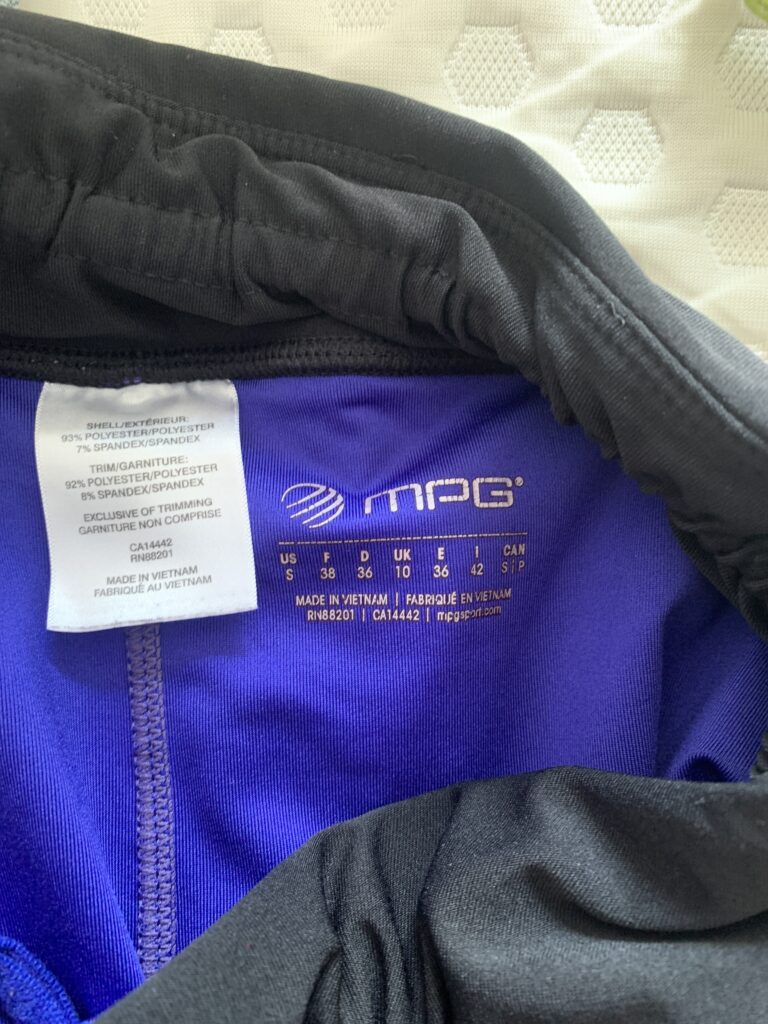 SHELL/EXTÉRIEUR:
93% POLYESTER/POLYESTER
7% SPANDEX/SPANDEX
TRIM/GARNITURE:
92% POLYESTER/POLYESTER
8% SPANDEX/SPANDEX
EXCLUSIVE OF TRIMMING
GARNITURE NON COMPRISE
CA14442
RN88201
MADE IN VIETNAM
FABRIQUÉ AU VIETNAM
MPG®
US F D UK E I CAN
S 38 36 10 36 42 S|P
MADE IN VIETNAM | FABRIQUÉ EN VIETNAM
RN88201 | CA14442 | mpgsport.com